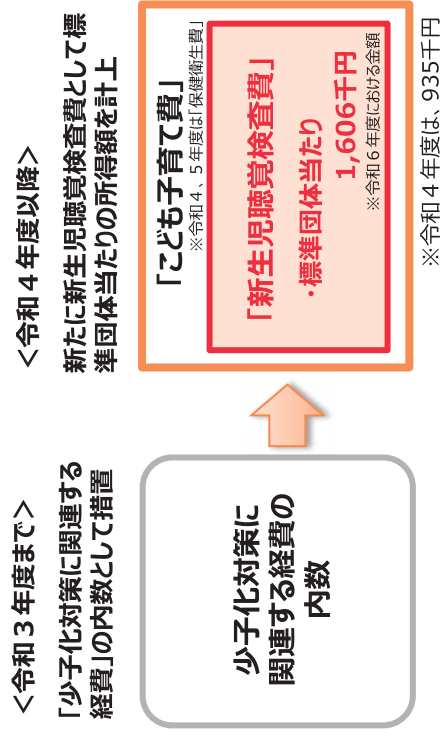 ＜令和３年度まで＞
「少子化対策に関連する
経費」の内数として措置
少子化対策に
関連する経費の
内数
＜令和４年度以降＞
新たに新生児聴覚検査費として標
準団体当たりの所得額を計上
「こども子育て費」
※令和４、５年度は「保健衛生費」
「新生児聴覚検査費」
・標準団体当たり
1,606千円
※令和６年度における金額
※令和４年度は、935千円